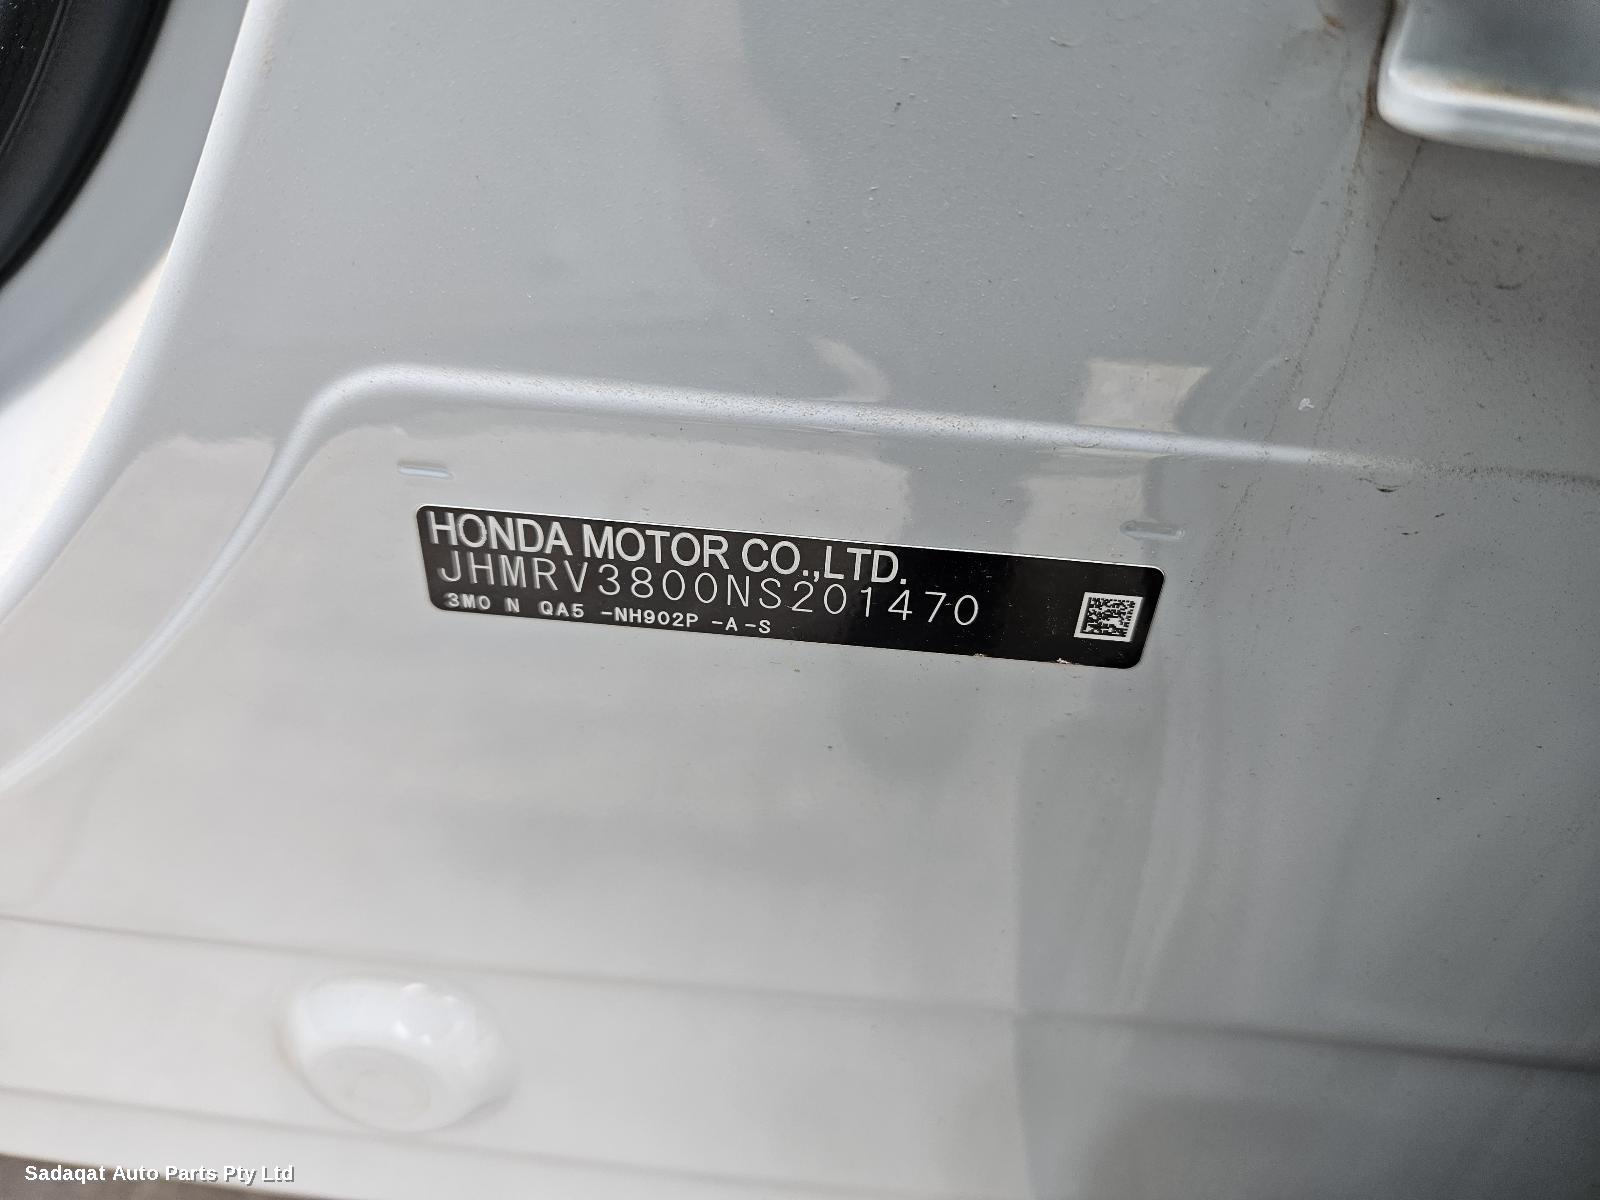 HONDA MOTOR CO.,LTD.
JHMRV3800NS201470
3M0 N QA5 -NH902P -A-S
Sadaqat Auto Parts Pty Ltd